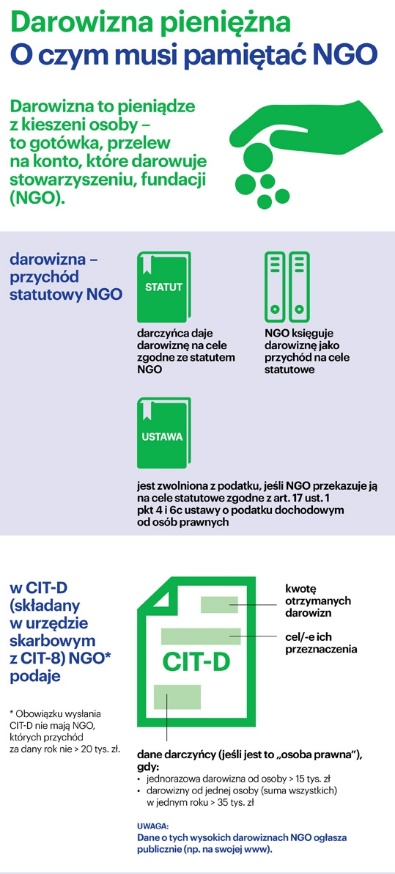 Darowizna pieniężna
O czym musi pamiętać NGO
Darowizna to pieniądze
z kieszeni osoby –
to gotówka, przelew
na konto, które darowuje
stowarzyszeniu, fundacji
(NGO).
darowizna –
przychód
statutowy NGO
STATUT
darczyńca daje
darowiznę na cele
zgodne ze statutem
NGO
NGO księguje
darowiznę jako
przychód na cele
statutowe
USTAWA
jest zwolniona z podatku, jeśli NGO przekazuje ją
na cele statutowe zgodne z art. 17 ust. 1
pkt 4 i 6c ustawy o podatku dochodowym
od osób prawnych
w CIT-D
(składany
w urzędzie
skarbowym
z CIT-8) NGO*
podaje
* Obowiązku wysłania
CIT-D nie mają NGO,
których przychód
za dany rok nie > 20 tys. zł.
CIT-D
kwotę
otrzymanych
darowizn
cel/-e ich
przeznaczenia
dane darczyńcy (jeśli jest to „osoba prawna”),
gdy:
• jednorazowa darowizna od osoby > 15 tys. zł
• darowizny od jednej osoby (suma wszystkich)
w jednym roku > 35 tys. zł
UWAGA:
Dane o tych wysokich darowiznach NGO ogłasza
publicznie (np. na swojej www).